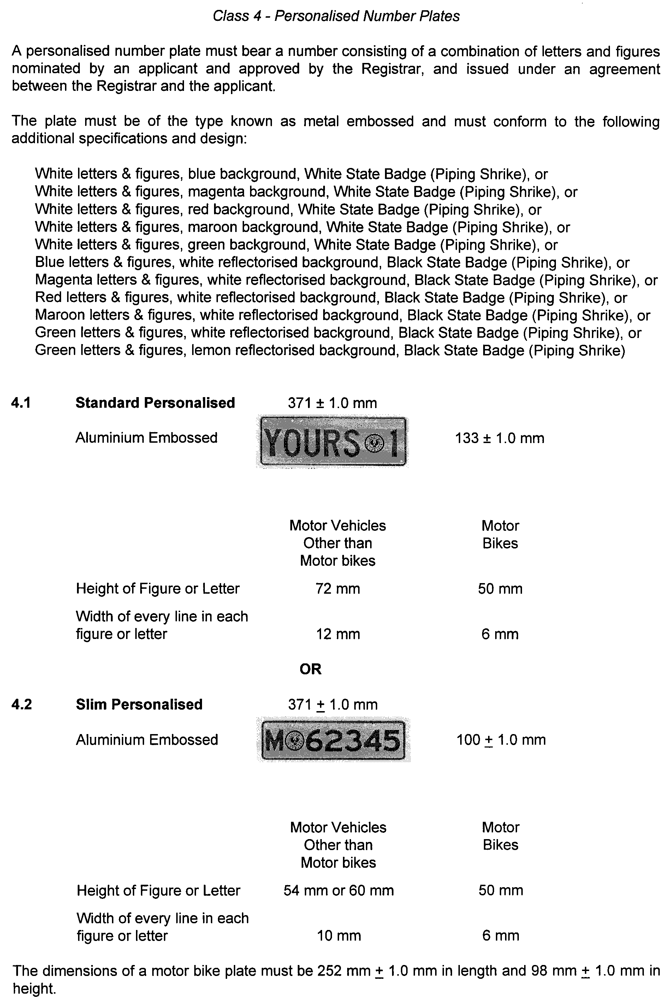 Class 4 - Personalised Number Plates
A personalised number plate must bear a number consisting of a combination of letters and figures
nominated by an applicant and approved by the Registrar, and issued under an agreement
between the Registrar and the applicant.
The plate must be of the type known as metal embossed and must conform to the following
additional specifications and design:
White letters & figures, blue background, White State Badge (Piping Shrike), or
White letters & figures, magenta background, White State Badge (Piping Shrike), or
White letters & figures, red background, White State Badge (Piping Shrike), or
White letters & figures, maroon background, White State Badge (Piping Shrike), or
White letters & figures, green background, White State Badge (Piping Shrike), or
Blue letters & figures, white reflectorised background, Black State Badge (Piping Shrike), or
Magenta letters & figures, white reflectorised background, Black State Badge (Piping Shrike), or
Red letters & figures, white reflectorised background, Black State Badge (Piping Shrike), or
Maroon letters & figures, white reflectorised background, Black State Badge (Piping Shrike), or
Green letters & figures, white reflectorised background, Black State Badge (Piping Shrike), or
Green letters & figures, lemon reflectorised background, Black State Badge (Piping Shrike)
4.1 Standard Personalised 371 ± 1.0 mm
Aluminium Embossed YOURS 1 133 ± 1.0 mm
Motor Vehicles Motor
Other than Bikes
Motor bikes
Height of Figure or Letter 72 mm 50 mm
Width of every line in each
figure or letter 12 mm 6 mm
OR
4.2 Slim Personalised 371 ± 1.0 mm
Aluminium Embossed M 62345 100 ± 1.0 mm
Motor Vehicles Motor
Other than Bikes
Motor bikes
Height of Figure or Letter 54 mm or 60 mm 50 mm
Width of every line in each
figure or letter 10 mm 6 mm
The dimensions of a motor bike plate must be 252 mm ± 1.0 mm in length and 98 mm ± 1.0 mm in
height.